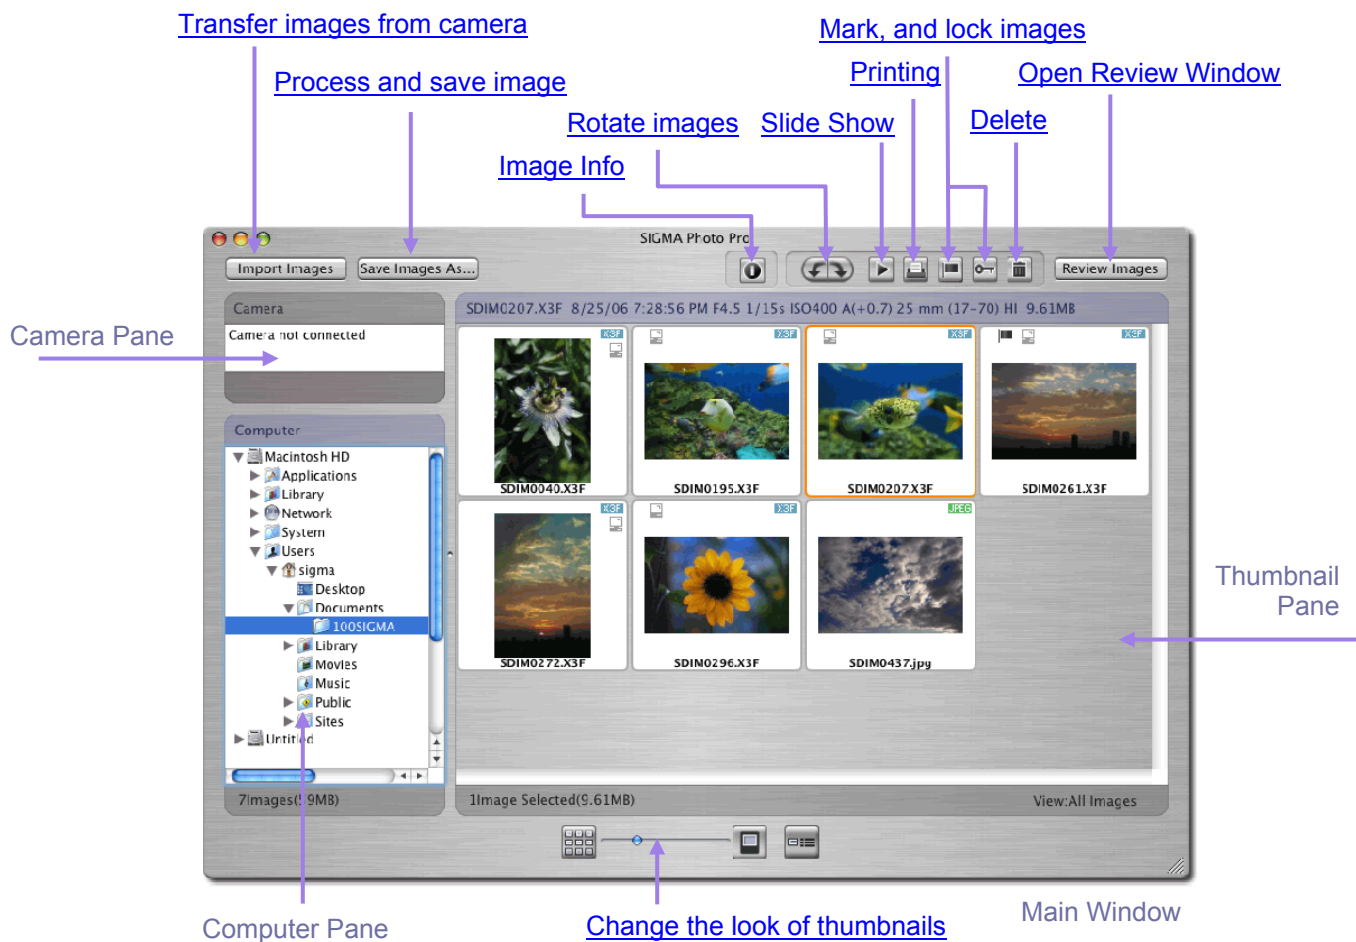 Transfer images from camera
Mark, and lock images
Process and save image
Printing
Open Review Window
Rotate images
Slide Show
Delete
Image Info
SIGMA Photo Pro
Import Images
Save Images As...
Review Images
Camera
SDIM0207.X3F 8/25/06 7:28:56 PM F4.5 1/15s ISO400 A(+0.7) 25 mm (17-70) HI 9.61MB
Camera Pane
Camera not connected
X3F
X3F
X3F
X3F
Computer
Macintosh HD
Applications
Library
Network
System
Users
sigma
Desktop
Documents
100SIGMA
Library
Movies
Music
Public
Sites
Untitled
SDIM0040.X3F
SDIM0195.X3F
SDIM0207.X3F
SDIM0261.X3F
X3F
X3F
JPEG
SDIM0272.X3F
SDIM0296.X3F
SDIM0437.jpg
Thumbnail
Pane
7Images(59MB)
1Image Selected(9.61MB)
View:All Images
Computer Pane
Change the look of thumbnails
Main Window